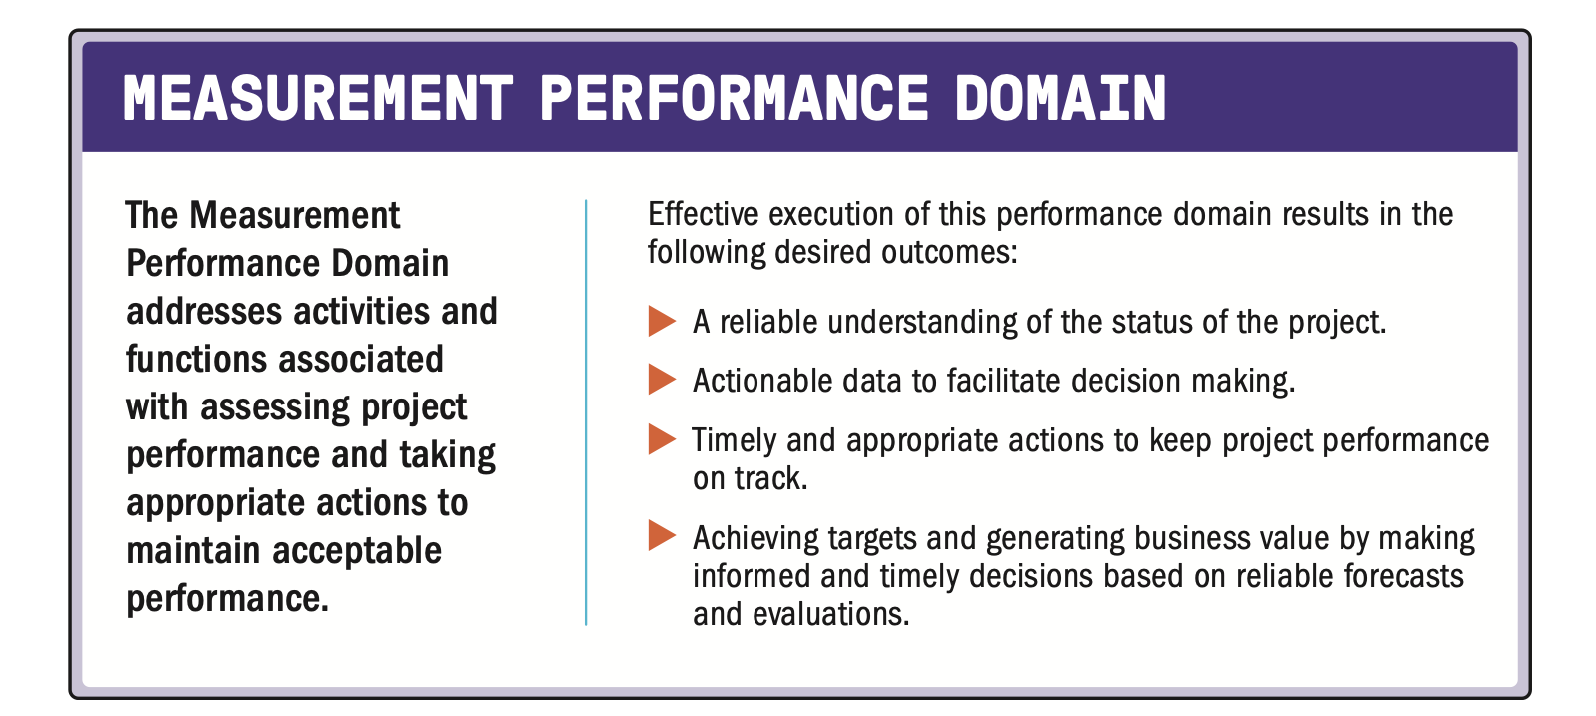 MEASUREMENT PERFORMANCE DOMAIN
The Measurement
Performance Domain
addresses activities and
functions associated
with assessing project
performance and taking
appropriate actions to
maintain acceptable
performance.
Effective execution of this performance domain results in the
following desired outcomes:
A reliable understanding of the status of the project.
Actionable data to facilitate decision making.
Timely and appropriate actions to keep project performance
on track.
Achieving targets and generating business value by making
informed and timely decisions based on reliable forecasts
and evaluations.